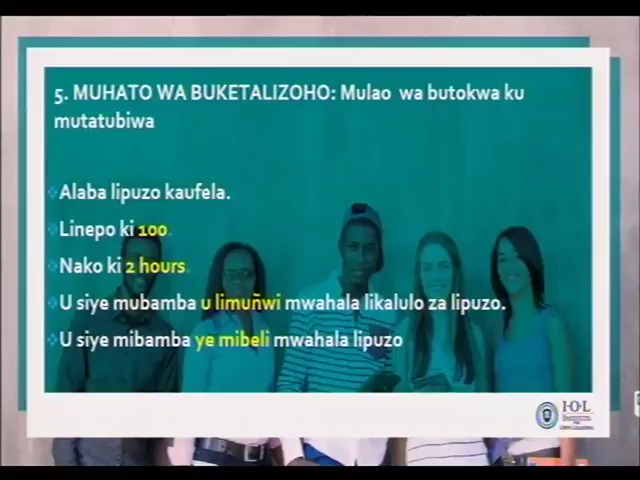 5. MUHATO WA BUKETALIZOHO: Mulao wa butokwa ku
mutatubiwa
Alaba lipuzo kaufela.
Linepo ki 100.
Nako ki 2 hours.
U siye mubamba u limuñwi mwahala likalulo za lipuzo.
U siye mibamba ye mibeli mwahala lipuzo
I·O·L